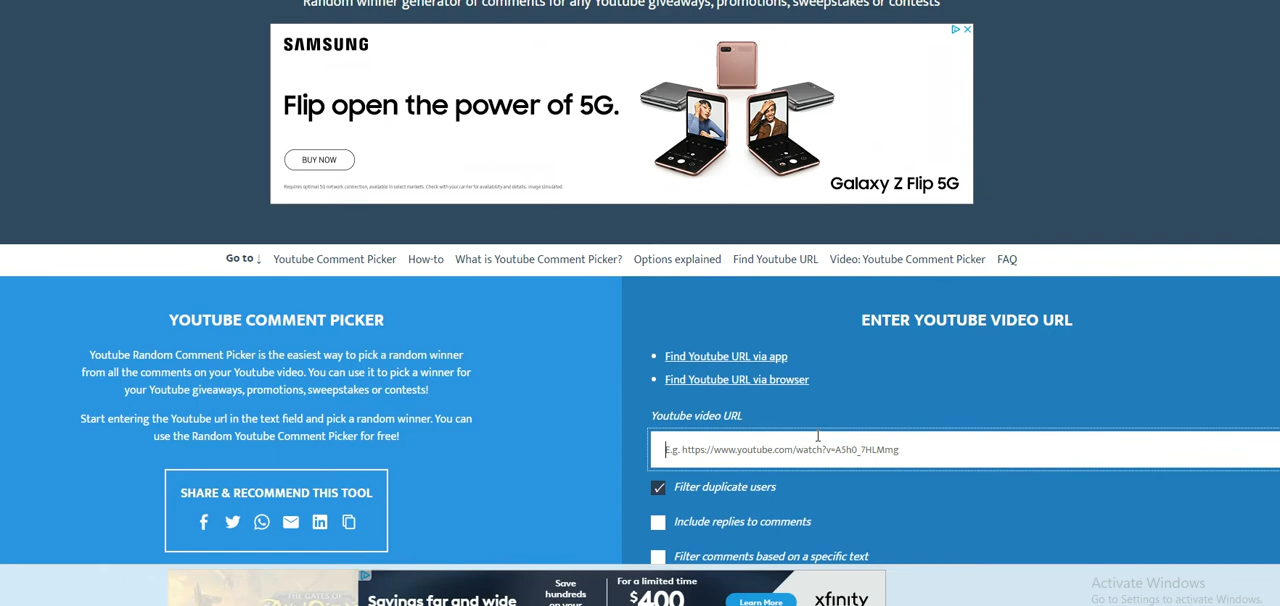 Random winner generator of comments for any Youtube giveaways, promotions, sweepstakes or contests
SAMSUNG
Flip open the power of 5G.
BUY NOW
Requires optimal 5G network connection, available in select markets. Check with your carrier for availability and details. Image simulated.
Galaxy Z Flip 5G
Go to ↓ Youtube Comment Picker How-to What is Youtube Comment Picker? Options explained Find Youtube URL Video: Youtube Comment Picker FAQ
YOUTUBE COMMENT PICKER
Youtube Random Comment Picker is the easiest way to pick a random winner
from all the comments on your Youtube video. You can use it to pick a winner for
your Youtube giveaways, promotions, sweepstakes or contests!
Start entering the Youtube url in the text field and pick a random winner. You can
use the Random Youtube Comment Picker for free!
SHARE & RECOMMEND THIS TOOL
ENTER YOUTUBE VIDEO URL
• Find Youtube URL via app
• Find Youtube URL via browser
Youtube video URL
E.g. https://www.youtube.com/watch?v=A5h0_7HLMmg
Filter duplicate users
Include replies to comments
Filter comments based on a specific text
THE GATES OF
Savings far and wide
Save
hundreds
on your
For a limited time
$400
Learn More
xfinity
Activate Windows
Go to Settings to activate Windows.